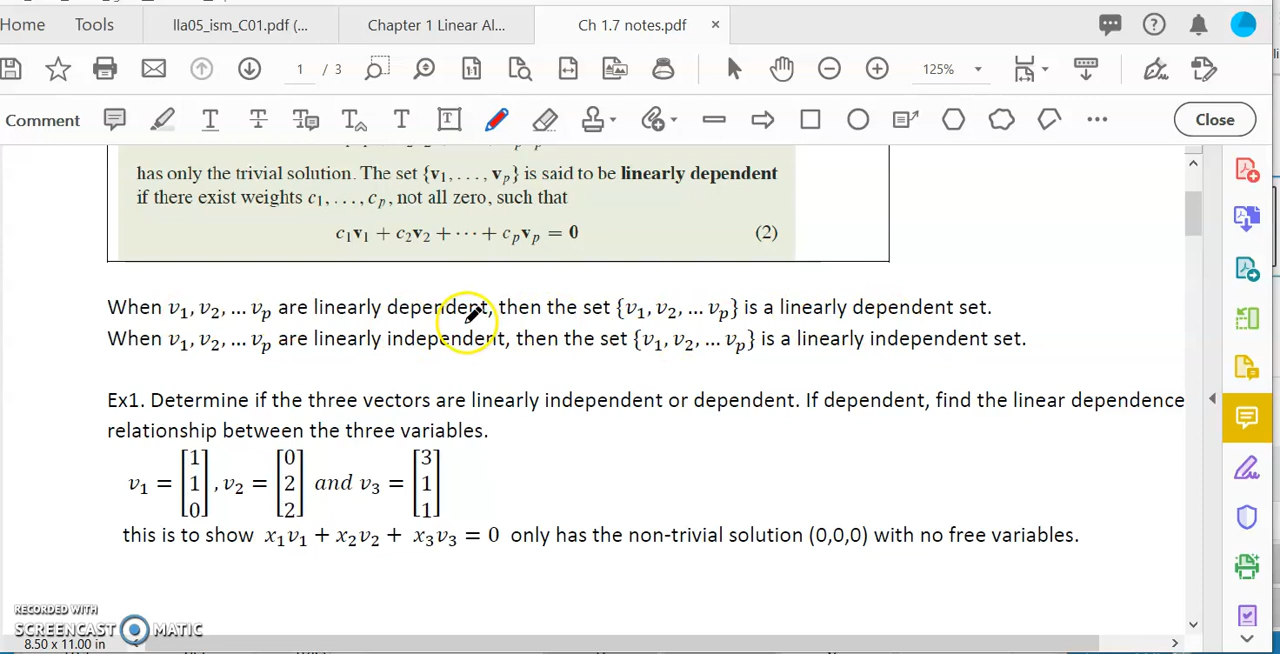 Home Tools lla05_ism_C01.pdf (... Chapter 1 Linear Al... Ch 1.7 notes.pdf ×
1 / 3 1:1 125%
Comment T T T T T T Close
has only the trivial solution. The set {v₁, . . . , vₚ} is said to be linearly dependent
if there exist weights c₁, . . . , cₚ, not all zero, such that
c₁v₁ + c₂v₂ + ··· + cₚvₚ = 0 (2)
When v₁, v₂, ... vₚ are linearly dependent, then the set {v₁, v₂, ... vₚ} is a linearly dependent set.
When v₁, v₂, ... vₚ are linearly independent, then the set {v₁, v₂, ... vₚ} is a linearly independent set.
Ex1. Determine if the three vectors are linearly independent or dependent. If dependent, find the linear dependence
relationship between the three variables.
v₁ = [1 1 0], v₂ = [0 2 2] and v₃ = [3 1 1]
this is to show x₁v₁ + x₂v₂ + x₃v₃ = 0 only has the non-trivial solution (0,0,0) with no free variables.
RECORDED WITH
SCREENCAST MATIC
8.50 x 11.00 in